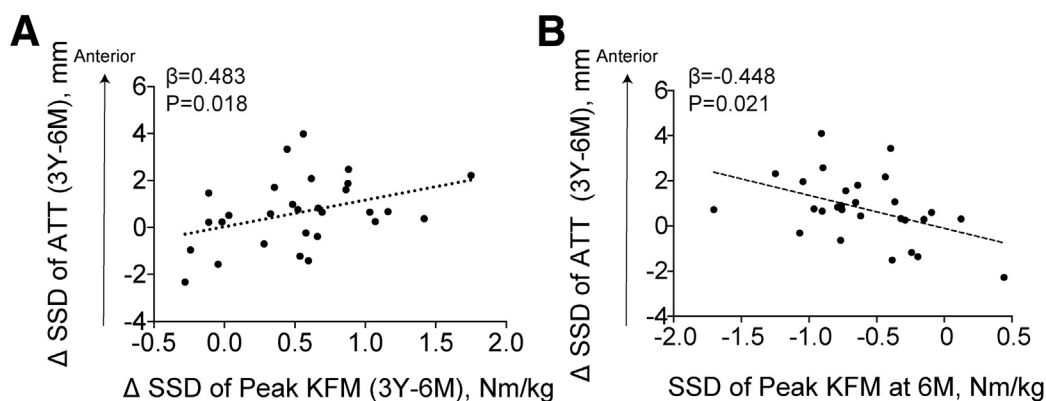 A
Anterior
Δ SSD of ATT (3Y-6M), mm
β=0.483
P=0.018
6
4
2
0
-2
-4
-0.5 0.0 0.5 1.0 1.5 2.0
Δ SSD of Peak KFM (3Y-6M), Nm/kg
B
Anterior
Δ SSD of ATT (3Y-6M), mm
β=-0.448
P=0.021
6
4
2
0
-2
-4
-2.0 -1.5 -1.0 -0.5 0.0 0.5
SSD of Peak KFM at 6M, Nm/kg